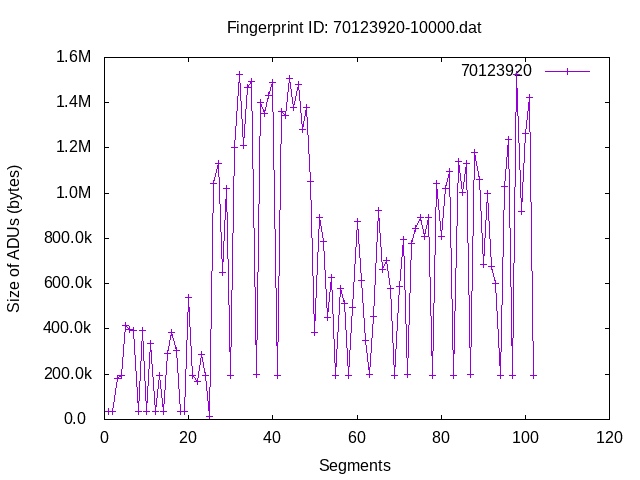 Fingerprint ID: 70123920-10000.dat
70123920
Size of ADUs (bytes)
1.6M
1.4M
1.2M
1.0M
800.0k
600.0k
400.0k
200.0k
0.0
0 20 40 60 80 100 120
Segments